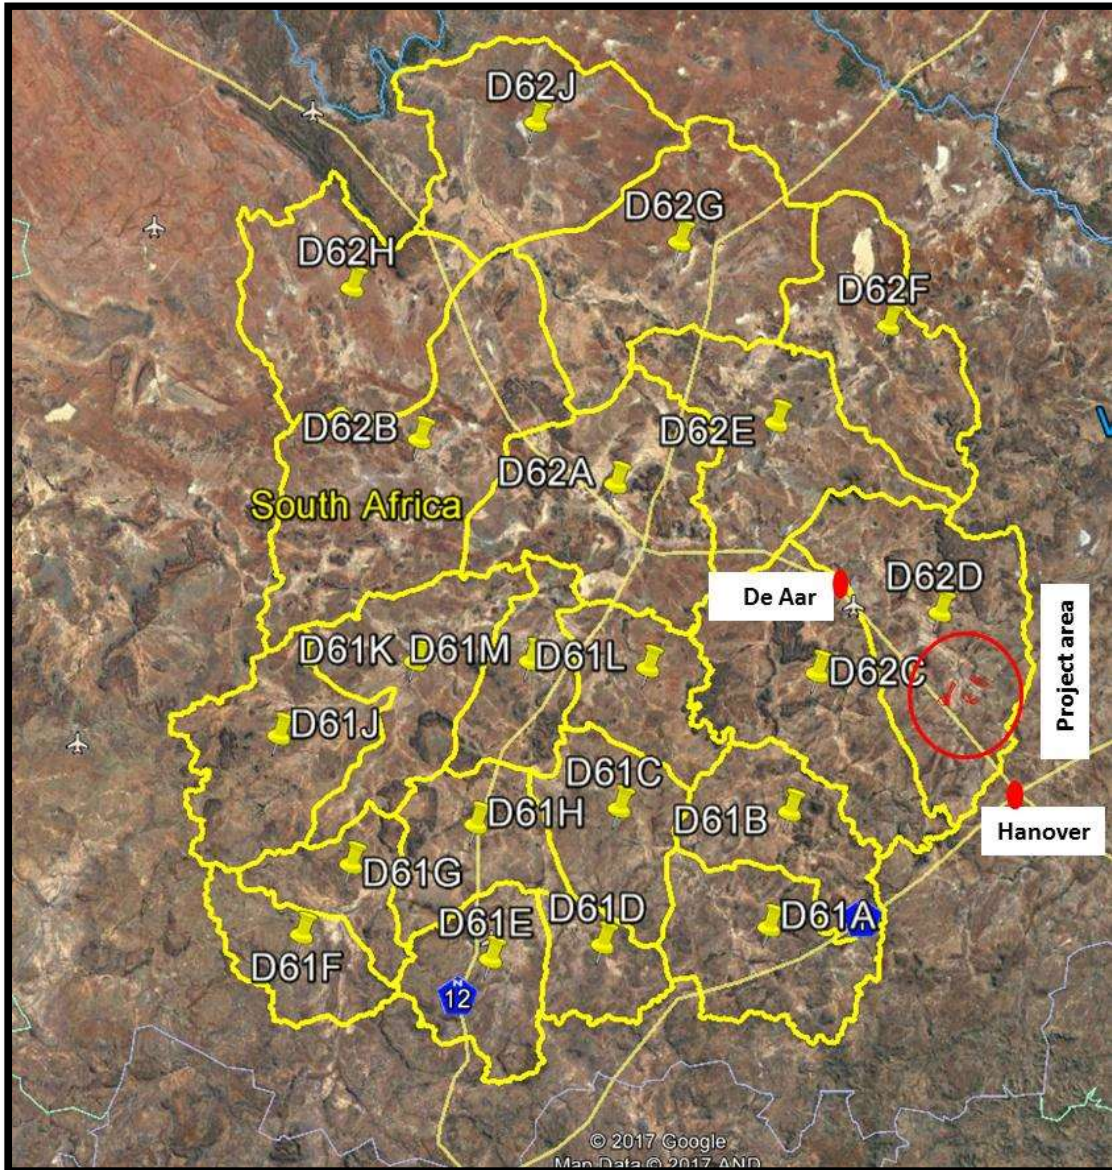 D62J
D62G
D62H
D62F
D62B
D62E
D62A
South Africa
De Aar
D62D
D61K
D61M
D61L
D62C
Project area
D61J
D61C
D61H
D61B
Hanover
D61G
D61D
D61A
D61E
D61F
N
12
© 2017 Google
Map Data © 2017 AND